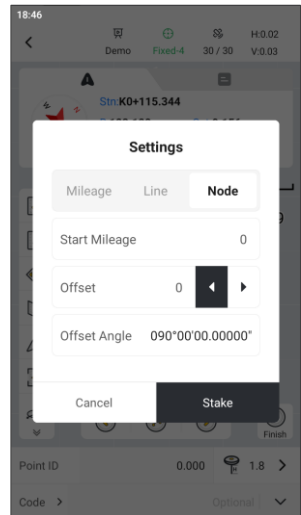 18:46
H:0.02
Demo Fixed-4 30 / 30 V:0.03
Stn:K0+115.344
Settings
Mileage Line Node
Start Mileage 0
Offset 0
Offset Angle 090°00'00.00000"
Cancel Stake
Finish
Point ID 0.000 1.8
Code > Optional